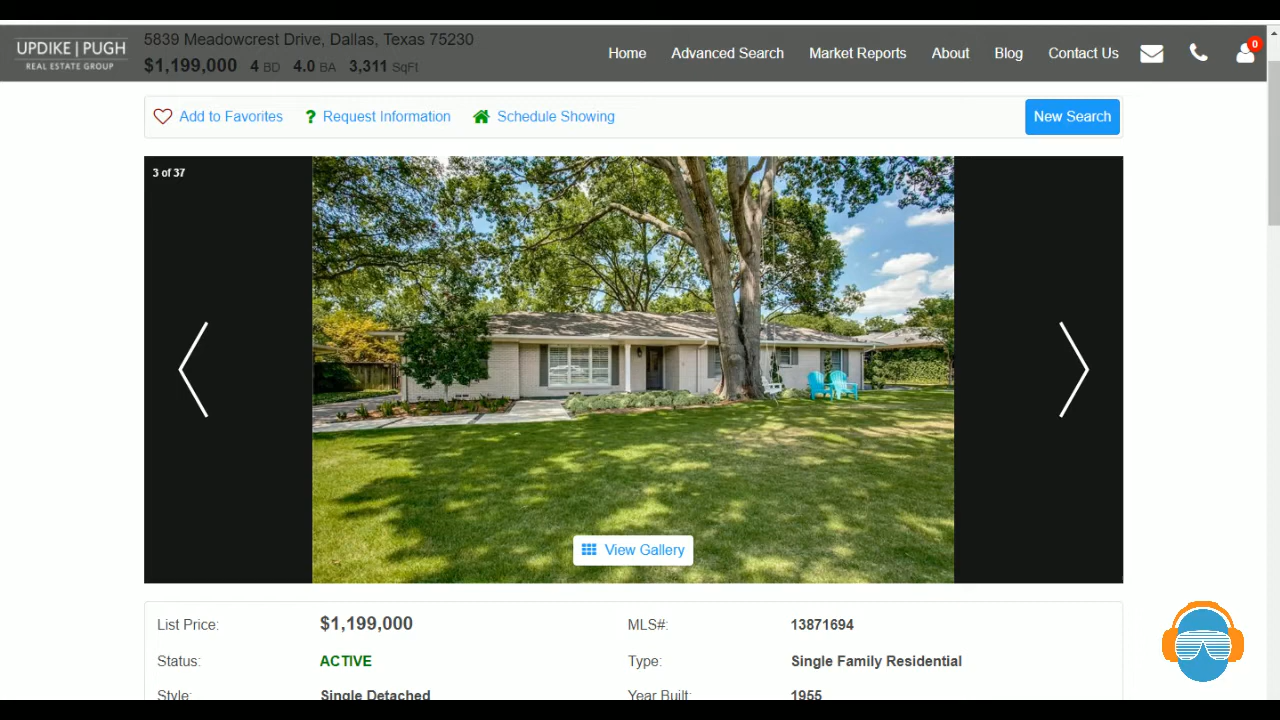 UPDIKE | PUGH
REAL ESTATE GROUP
5839 Meadowcrest Drive, Dallas, Texas 75230
$1,199,000 4 BD 4.0 BA 3,311 SqFt
Home Advanced Search Market Reports About Blog Contact Us 0
Add to Favorites ? Request Information Schedule Showing New Search
3 of 37
View Gallery
List Price: $1,199,000 MLS#: 13871694
Status: ACTIVE Type: Single Family Residential
Style: Single Detached Year Built: 1955